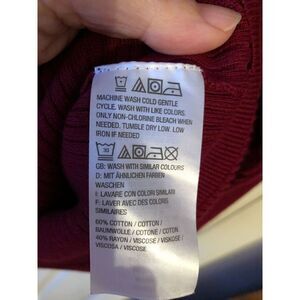 MACHINE WASH COLD GENTLE
CYCLE. WASH WITH LIKE COLORS.
ONLY NON-CHLORINE BLEACH WHEN
NEEDED. TUMBLE DRY LOW. LOW
IRON IF NEEDED
30
GB: WASH WITH SIMILAR COLOURS
D: MIT ÄHNLICHEN FARBEN
WASCHEN
I: LAVARE CON COLORI SIMILARI
F: LAVER AVEC DES COLORIS
SIMILAIRES
60% COTTON / COTTON /
BAUMWOLLE / COTONE / COTON
40% RAYON / VISCOSE / VISKOSE /
VISCOSA / VISCOSE